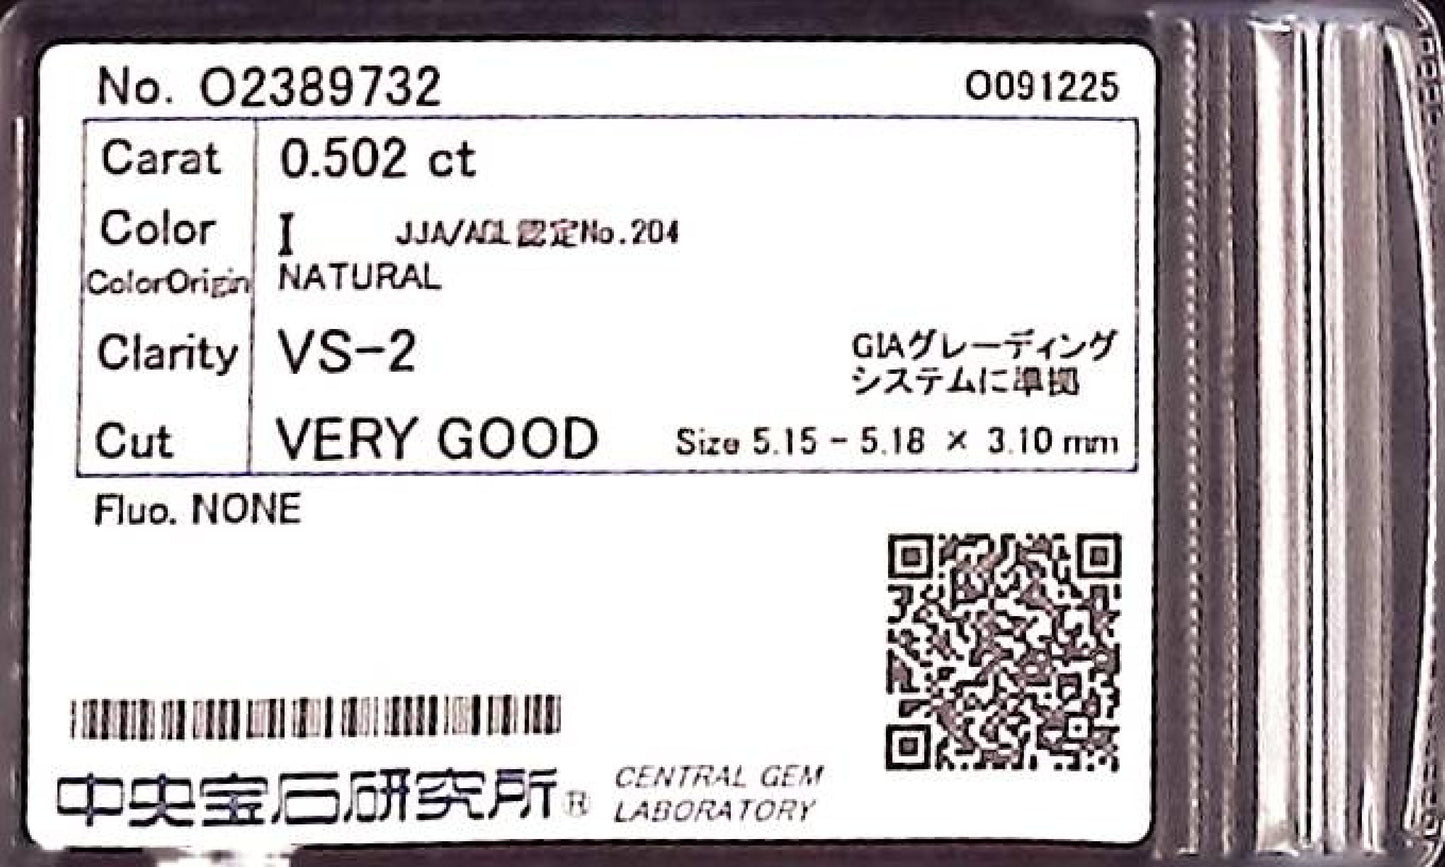 No. O2389732 O091225
Carat 0.502 ct
Color I JJA/AGL認定No.204
ColorOrigin NATURAL
Clarity VS-2 GIAグレーディング
システムに準拠
Cut VERY GOOD Size 5.15 - 5.18 × 3.10 mm
Fluo. NONE
中央宝石研究所® CENTRAL GEM
LABORATORY